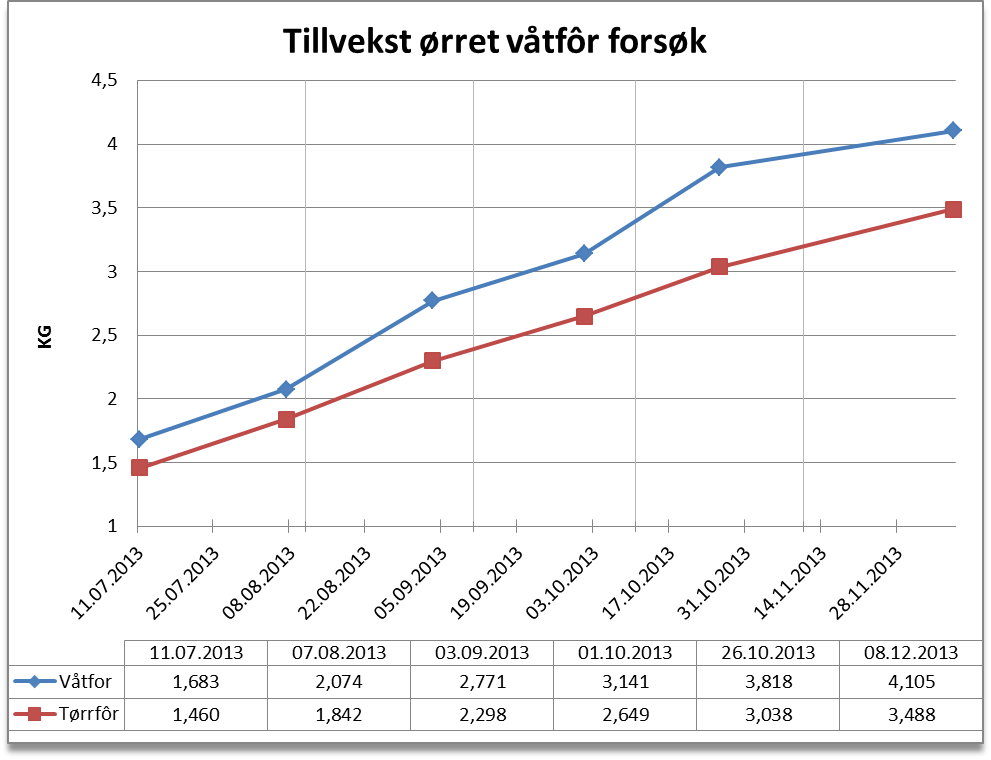 Tillvekst ørret våtfôr forsøk
4,5
4
3,5
3
2,5
2
1,5
1
KG
11.07.2013 25.07.2013 08.08.2013 22.08.2013 05.09.2013 19.09.2013 03.10.2013 17.10.2013 31.10.2013 14.11.2013 28.11.2013
11.07.2013 07.08.2013 03.09.2013 01.10.2013 26.10.2013 08.12.2013
Våtfor 1,683 2,074 2,771 3,141 3,818 4,105
Tørrfôr 1,460 1,842 2,298 2,649 3,038 3,488